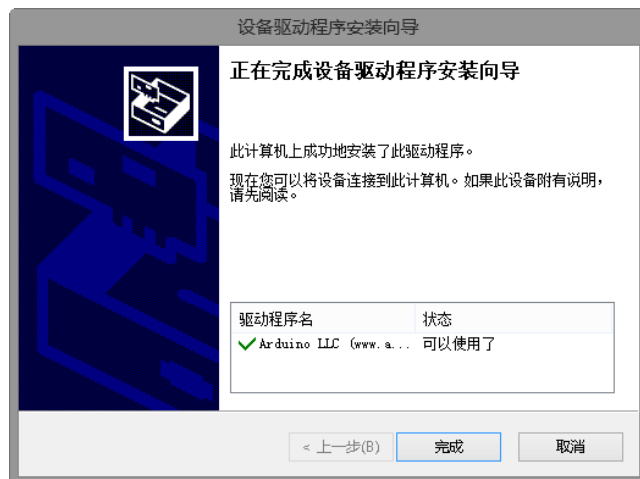 设备驱动程序安装向导
正在完成设备驱动程序安装向导
此计算机上成功地安装了此驱动程序。
现在您可以将设备连接到此计算机。如果此设备附有说明，
请先阅读。
驱动程序名 状态
Arduino LLC (www.a... 可以使用了
< 上一步(B) 完成 取消